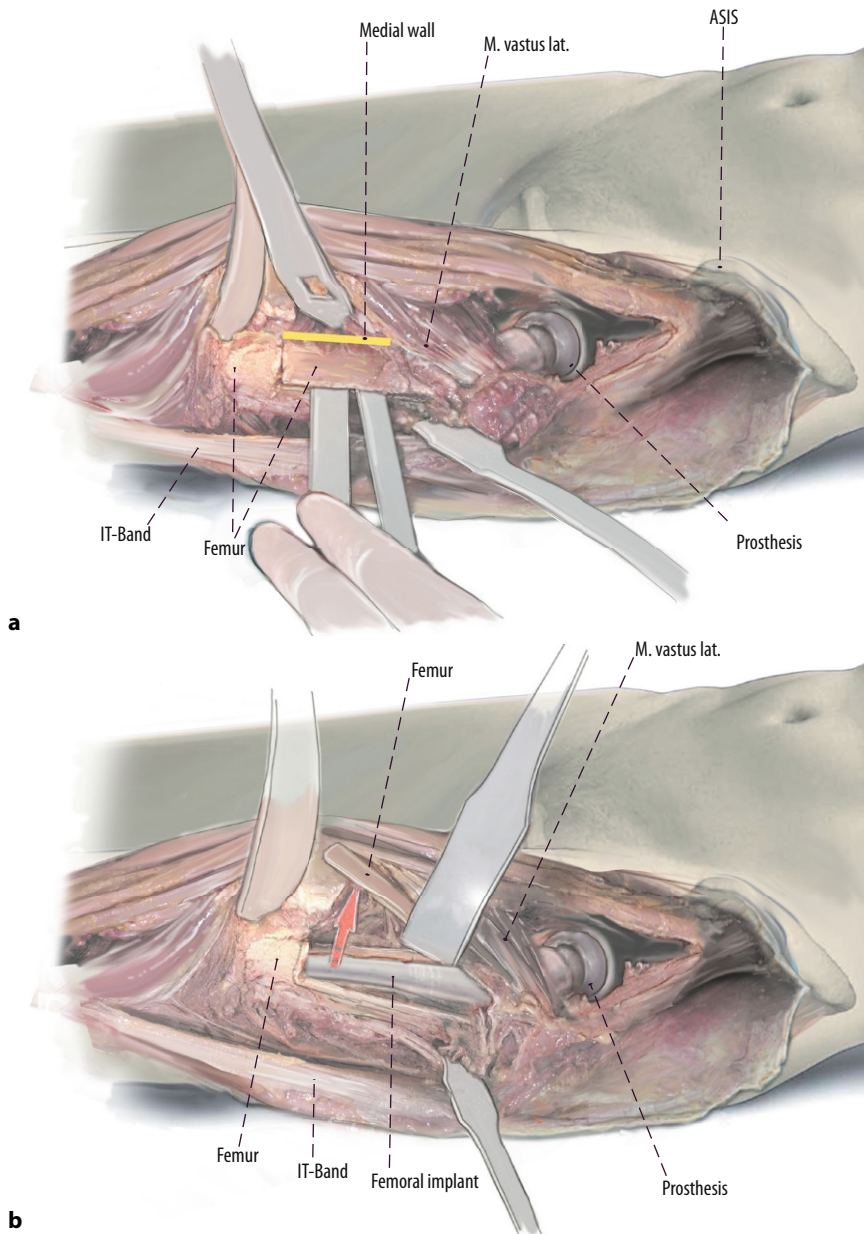 Medial wall
M. vastus lat.
ASIS
IT-Band
Femur
Prosthesis
a
M. vastus lat.
Femur
Femur
IT-Band
Femoral implant
Prosthesis
b